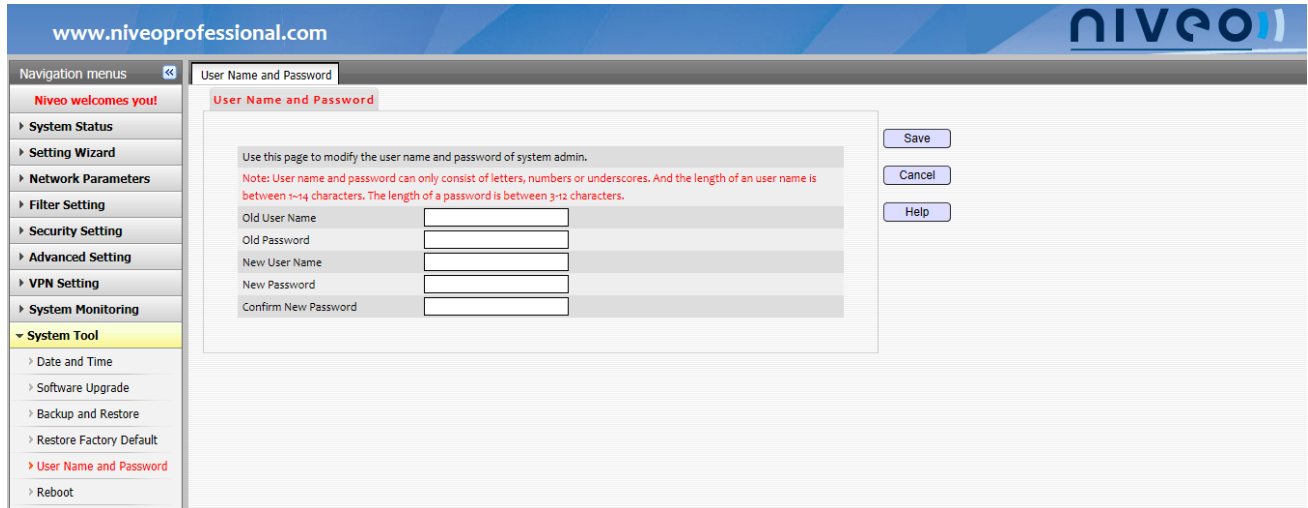 www.niveoprofessional.com
niveo
Navigation menus
User Name and Password
Niveo welcomes you!
System Status
Setting Wizard
Network Parameters
Filter Setting
Security Setting
Advanced Setting
VPN Setting
System Monitoring
System Tool
Date and Time
Software Upgrade
Backup and Restore
Restore Factory Default
User Name and Password
Reboot
User Name and Password
Use this page to modify the user name and password of system admin.
Note: User name and password can only consist of letters, numbers or underscores. And the length of an user name is
between 1~14 characters. The length of a password is between 3-12 characters.
Old User Name
Old Password
New User Name
New Password
Confirm New Password
Save
Cancel
Help